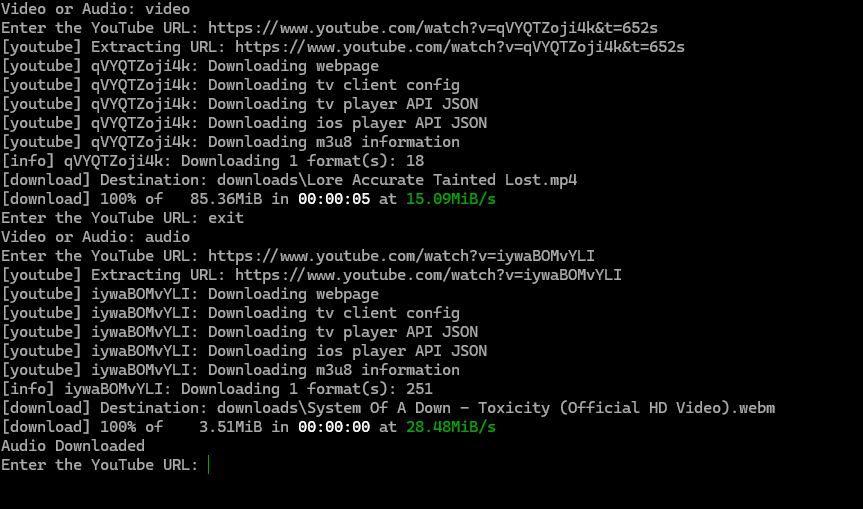 Video or Audio: video
Enter the YouTube URL: https://www.youtube.com/watch?v=qVYQTZoji4k&t=652s
[youtube] Extracting URL: https://www.youtube.com/watch?v=qVYQTZoji4k&t=652s
[youtube] qVYQTZoji4k: Downloading webpage
[youtube] qVYQTZoji4k: Downloading tv client config
[youtube] qVYQTZoji4k: Downloading tv player API JSON
[youtube] qVYQTZoji4k: Downloading ios player API JSON
[youtube] qVYQTZoji4k: Downloading m3u8 information
[info] qVYQTZoji4k: Downloading 1 format(s): 18
[download] Destination: downloads\Lore Accurate Tainted Lost.mp4
[download] 100% of   85.36MiB in 00:00:05 at 15.09MiB/s
Enter the YouTube URL: exit
Video or Audio: audio
Enter the YouTube URL: https://www.youtube.com/watch?v=iywaBOMvYLI
[youtube] Extracting URL: https://www.youtube.com/watch?v=iywaBOMvYLI
[youtube] iywaBOMvYLI: Downloading webpage
[youtube] iywaBOMvYLI: Downloading tv client config
[youtube] iywaBOMvYLI: Downloading tv player API JSON
[youtube] iywaBOMvYLI: Downloading ios player API JSON
[youtube] iywaBOMvYLI: Downloading m3u8 information
[info] iywaBOMvYLI: Downloading 1 format(s): 251
[download] Destination: downloads\System Of A Down - Toxicity (Official HD Video).webm
[download] 100% of    3.51MiB in 00:00:00 at 28.48MiB/s
Audio Downloaded
Enter the YouTube URL: